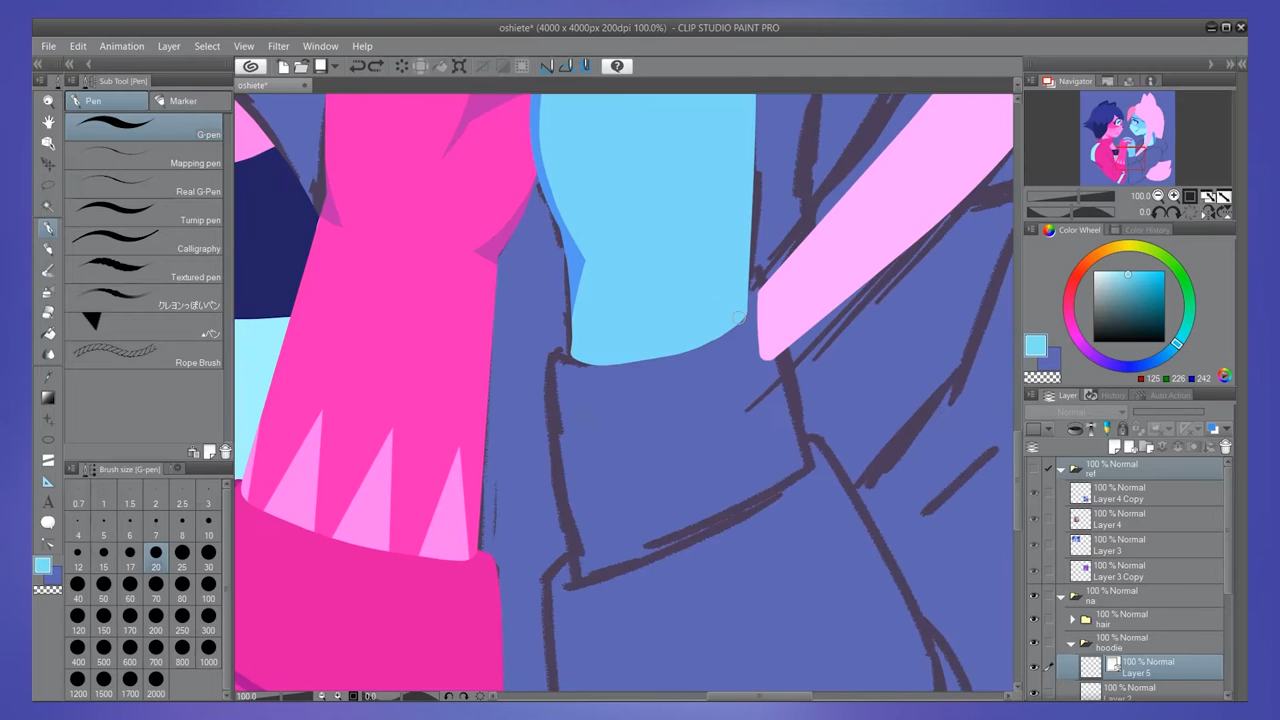 oshiete* (4000 x 4000px 200dpi 100.0%) - CLIP STUDIO PAINT PRO
File Edit Animation Layer Select View Filter Window Help
Sub Tool [Pen]
oshiete*
Navigator
Pen Marker
G-pen
Mapping pen
Real G-Pen
Turnip pen
Calligraphy
Textured pen
クレヨンっぽいペン
▲ペン
Rope Brush
100.0
0.0
Color Wheel Color History
125 226 242
Layer History Auto Action
Normal
100 % Normal
ref
100 % Normal
Layer 4 Copy
100 % Normal
Layer 4
100 % Normal
Layer 3
100 % Normal
Layer 3 Copy
100 % Normal
na
100 % Normal
hair
100 % Normal
hoodie
100 % Normal
Layer 5
100 % Normal
Layer 2
Brush size [G-pen]
0.7 1 1.5 2 2.5 3
4 5 6 7 8 10
12 15 17 20 25 30
40 50 60 70 80 100
120 150 170 200 250 300
400 500 600 700 800 1000
1200 1500 1700 2000
100.0 0.0